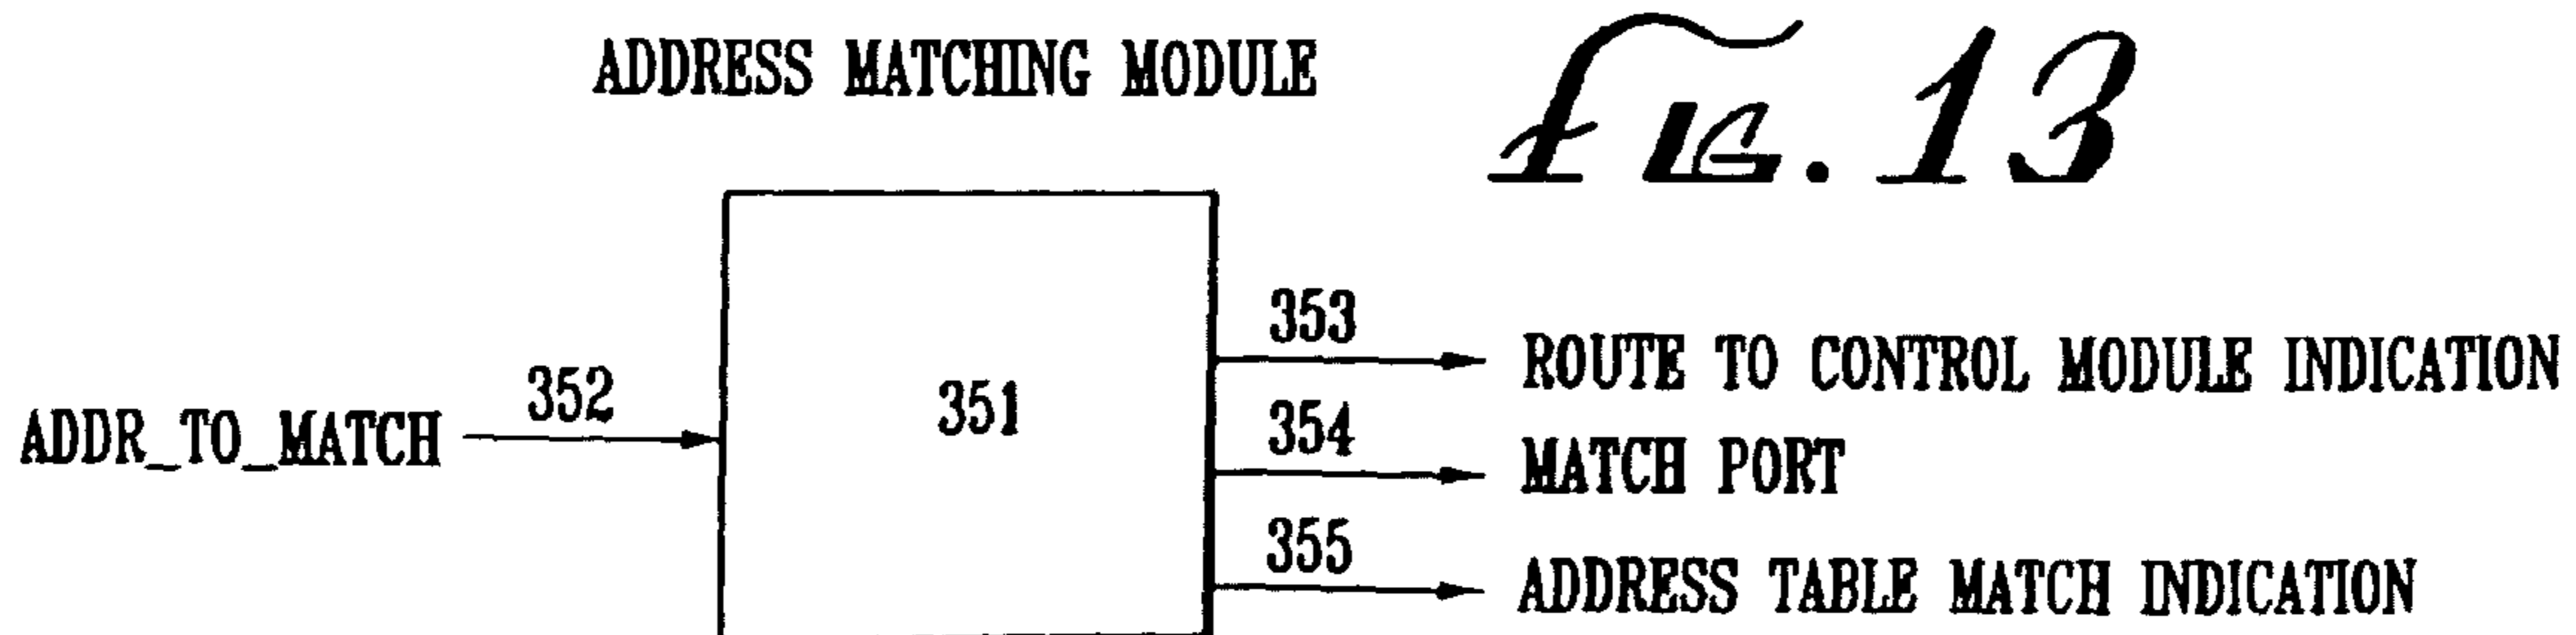 ADDRESS MATCHING MODULE
FIG. 13
353
ROUTE TO CONTROL MODULE INDICATION
352
351
ADDR_TO_MATCH
354
MATCH PORT
355
ADDRESS TABLE MATCH INDICATION